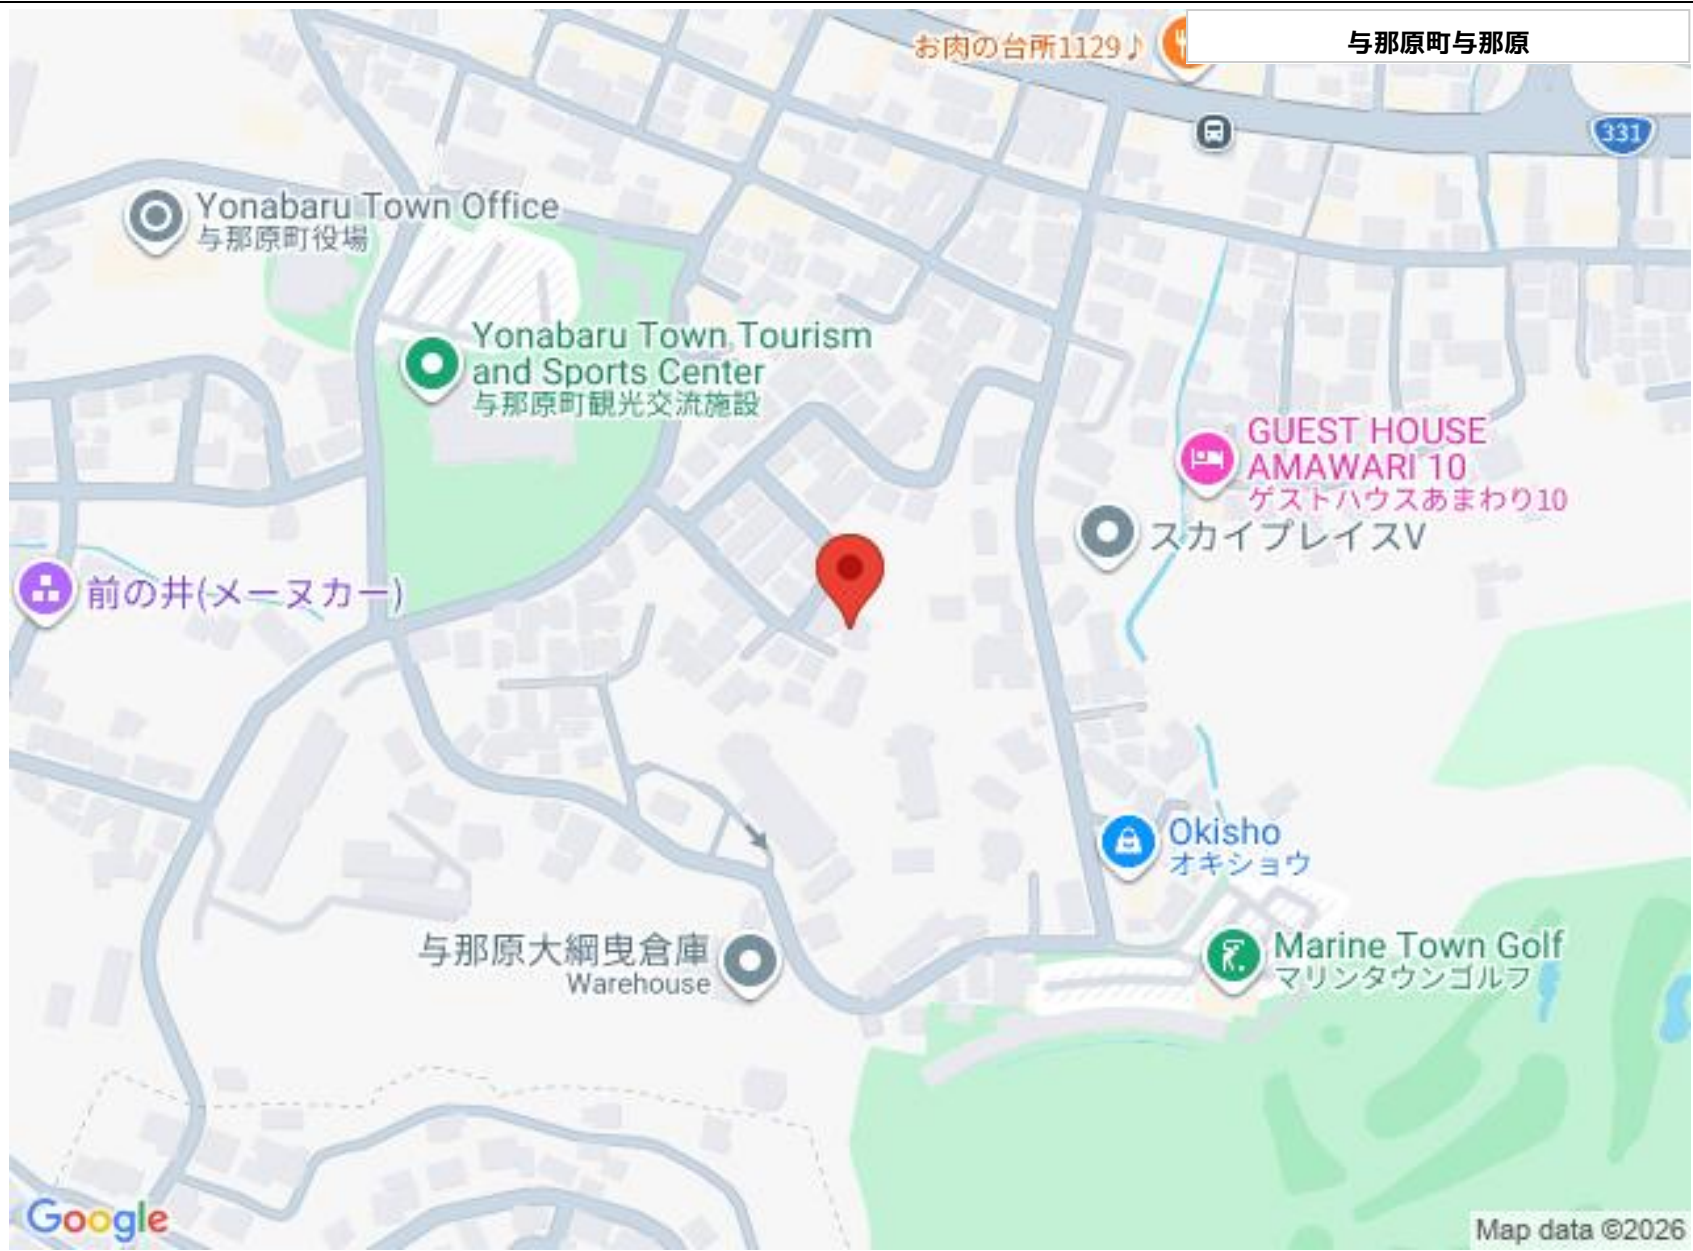 与那原町与那原
お肉の台所1129♪
331
Yonabaru Town Office
与那原町役場
Yonabaru Town Tourism
and Sports Center
与那原町観光交流施設
GUEST HOUSE
AMAWARI 10
ゲストハウスあまわり10
スカイプレイスV
前の井(メーヌカー)
Okisho
オキショウ
与那原大綱曳倉庫
Warehouse
Marine Town Golf
マリンタウンゴルフ
Google
Map data ©2026